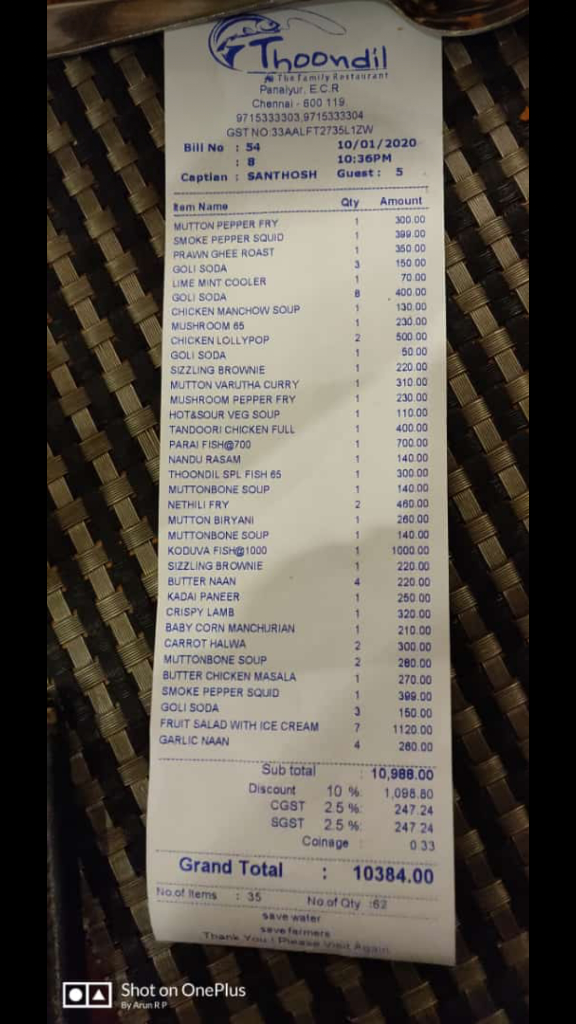 Thoondil
The Family Restaurant
Panaiyur, E.C.R
Chennai - 600 119.
9715333303,9715333304
GST NO:33AALFT2735L1ZW
Bill No : 54 10/01/2020
: 8 10:36PM
Captian : SANTHOSH Guest : 5
Item Name Qty Amount
MUTTON PEPPER FRY 1 300.00
SMOKE PEPPER SQUID 1 399.00
PRAWN GHEE ROAST 1 350.00
GOLI SODA 3 150.00
LIME MINT COOLER 1 70.00
GOLI SODA 8 400.00
CHICKEN MANCHOW SOUP 1 130.00
MUSHROOM 65 1 230.00
CHICKEN LOLLYPOP 2 500.00
GOLI SODA 1 50.00
SIZZLING BROWNIE 1 220.00
MUTTON VARUTHA CURRY 1 310.00
MUSHROOM PEPPER FRY 1 230.00
HOT&SOUR VEG SOUP 1 110.00
TANDOORI CHICKEN FULL 1 400.00
PARAI FISH@700 1 700.00
NANDU RASAM 1 140.00
THOONDIL SPL FISH 65 1 300.00
MUTTONBONE SOUP 1 140.00
NETHILI FRY 2 460.00
MUTTON BIRYANI 1 260.00
MUTTONBONE SOUP 1 140.00
KODUVA FISH@1000 1 1000.00
SIZZLING BROWNIE 1 220.00
BUTTER NAAN 4 220.00
KADAI PANEER 1 250.00
CRISPY LAMB 1 320.00
BABY CORN MANCHURIAN 1 210.00
CARROT HALWA 2 300.00
MUTTONBONE SOUP 2 280.00
BUTTER CHICKEN MASALA 1 270.00
SMOKE PEPPER SQUID 1 399.00
GOLI SODA 3 150.00
FRUIT SALAD WITH ICE CREAM 7 1120.00
GARLIC NAAN 4 260.00
Sub total : 10,988.00
Discount 10 %: 1,098.80
CGST 2.5 %: 247.24
SGST 2.5 %: 247.24
Coinage : 0.33
Grand Total : 10384.00
No.of Items : 35 No of Qty :62
save water
save farmers
Thank You ! Please Visit Again
Shot on OnePlus
By Arun R P